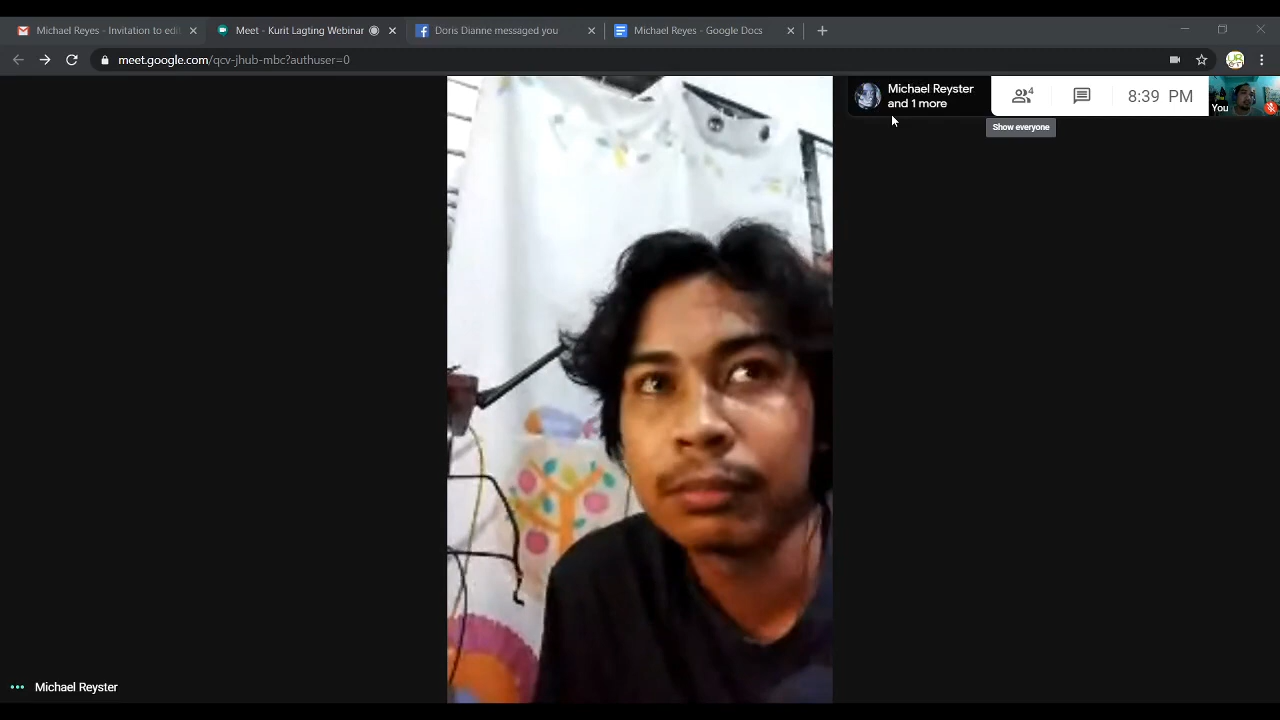 Michael Reyes - Invitation to edi
Meet - Kurit Lagting Webinar
Doris Dianne messaged you
Michael Reyes - Google Docs
meet.google.com/qcv-jhub-mbc?authuser=0
Michael Reyster
and 1 more
4
8:39 PM
You
Show everyone
Michael Reyster